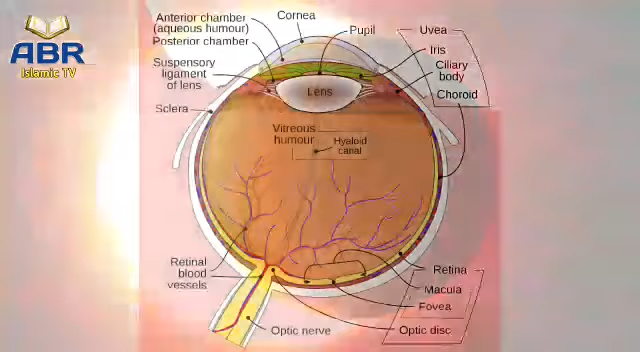 ABR
Islamic TV
Anterior chamber
(aqueous humour)
Posterior chamber
Cornea
Pupil
Uvea
Iris
Ciliary
body
Choroid
Suspensory
ligament
of lens
Lens
Sclera
Vitreous
humour
Hyaloid
canal
Retinal
blood
vessels
Optic nerve
Retina
Macula
Fovea
Optic disc